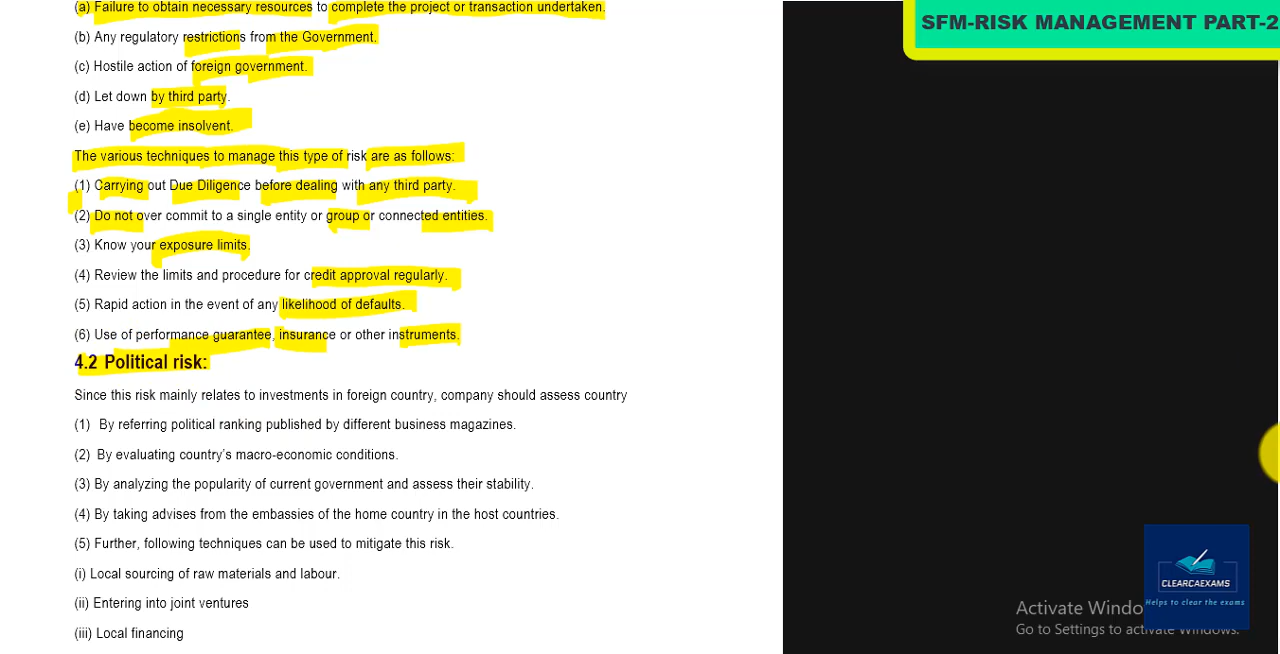 (a) Failure to obtain necessary resources to complete the project or transaction undertaken.
(b) Any regulatory restrictions from the Government.
(c) Hostile action of foreign government.
(d) Let down by third party.
(e) Have become insolvent.
The various techniques to manage this type of risk are as follows:
(1) Carrying out Due Diligence before dealing with any third party.
(2) Do not over commit to a single entity or group or connected entities.
(3) Know your exposure limits.
(4) Review the limits and procedure for credit approval regularly.
(5) Rapid action in the event of any likelihood of defaults.
(6) Use of performance guarantee, insurance or other instruments.
4.2 Political risk:
Since this risk mainly relates to investments in foreign country, company should assess country
(1) By referring political ranking published by different business magazines.
(2) By evaluating country's macro-economic conditions.
(3) By analyzing the popularity of current government and assess their stability.
(4) By taking advises from the embassies of the home country in the host countries.
(5) Further, following techniques can be used to mitigate this risk.
(i) Local sourcing of raw materials and labour.
(ii) Entering into joint ventures
(iii) Local financing
SFM-RISK MANAGEMENT PART-2
CLEARCAEXAMS
Helps to clear the exams
Activate Windo
Go to Settings to activate Windows.